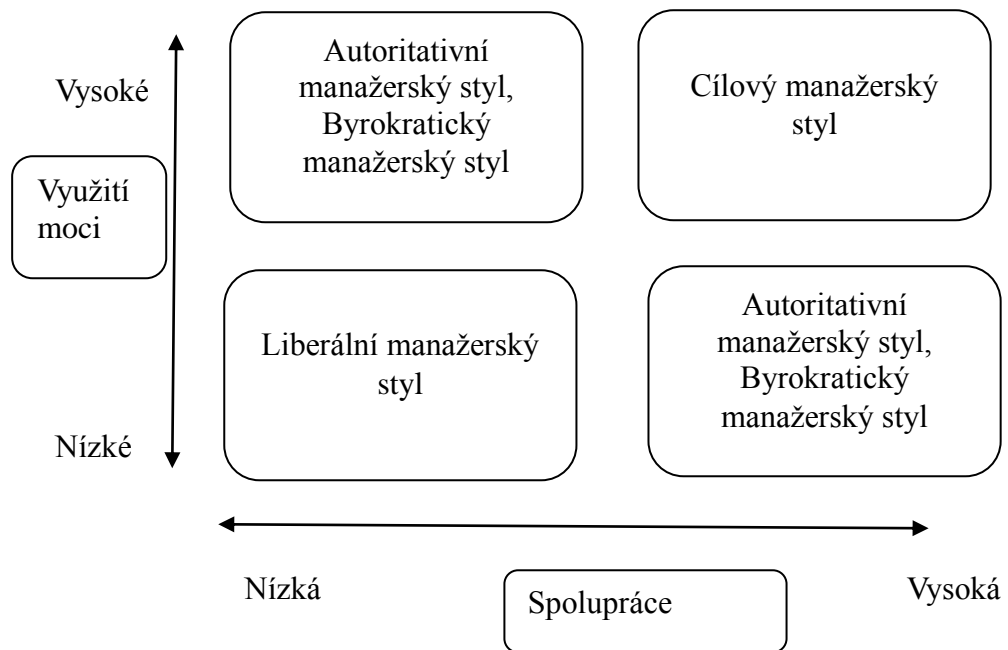 Vysoké
Využití
moci
Nízké
Autoritativní
manažerský styl,
Byrokratický
manažerský styl
Cílový manažerský
styl
Liberální manažerský
styl
Autoritativní
manažerský styl,
Byrokratický
manažerský styl
Nízká
Spolupráce
Vysoká